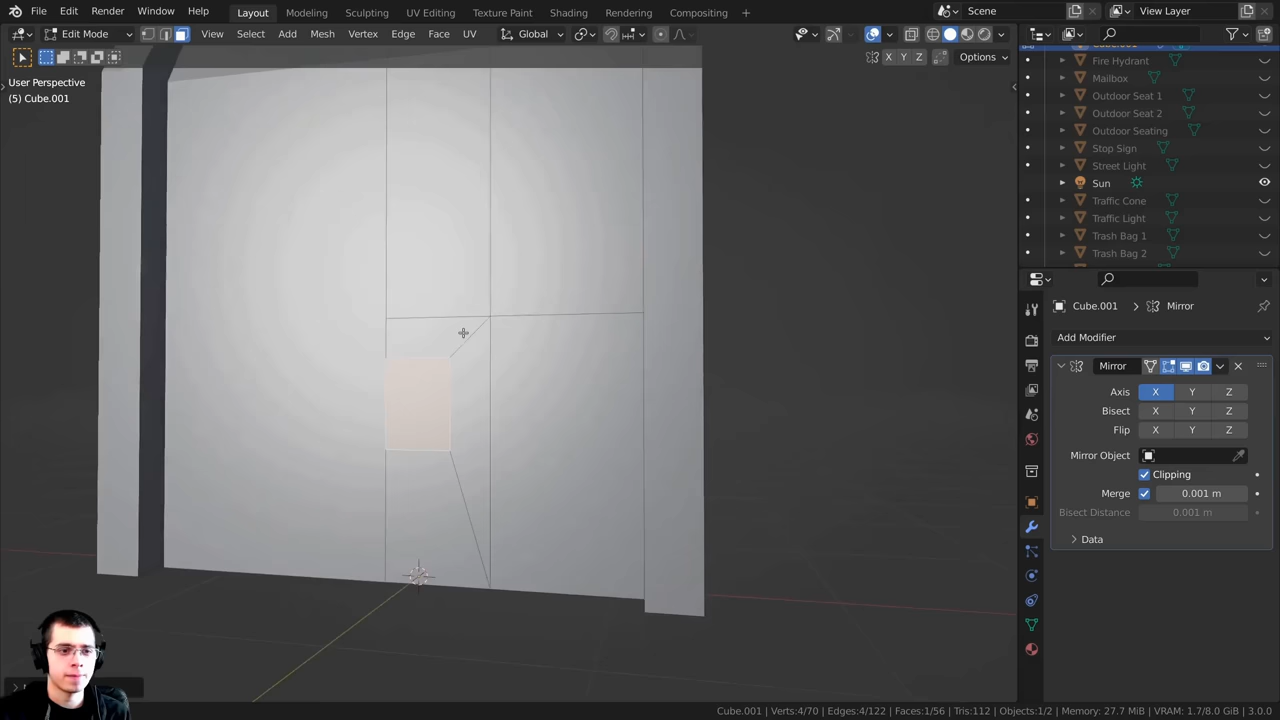 File Edit Render Window Help
Layout Modeling Sculpting UV Editing Texture Paint Shading Rendering Compositing +
Scene
View Layer
Edit Mode
View Select Add Mesh Vertex Edge Face UV
Global
X Y Z
Options
User Perspective
(5) Cube.001
Fire Hydrant
Mailbox
Outdoor Seat 1
Outdoor Seat 2
Outdoor Seating
Stop Sign
Street Light
Sun
Traffic Cone
Traffic Light
Trash Bag 1
Trash Bag 2
Cube.001 > Mirror
Add Modifier
Mirror
Axis X Y Z
Bisect X Y Z
Flip X Y Z
Mirror Object
Clipping
Merge 0.001 m
Bisect Distance 0.001 m
Data
Cube.001 | Verts:4/70 | Edges:4/122 | Faces:1/56 | Tris:112 | Objects:1/2 | Memory: 27.7 MiB | VRAM: 1.7/8.0 GiB | 3.0.0